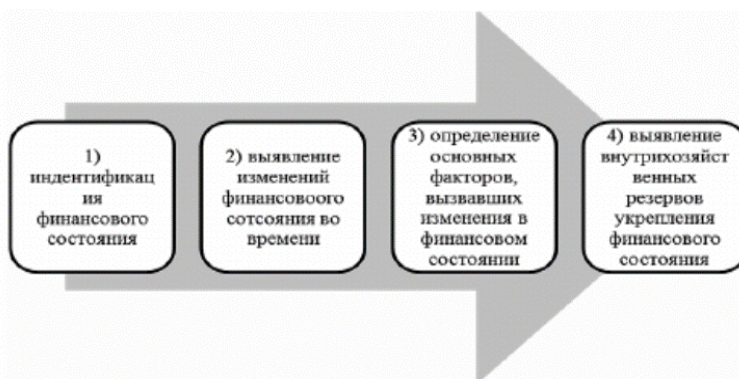 1)
индентификац
ия
финансового
состояния
2) выявление
изменений
финансовоого
сотсояния во
времени
3) определение
основных
факторов,
вызвавших
изменения в
финансовом
состоянии
4) выявление
внутрихозяйст
венных
резервов
укрепления
финансового
состояния